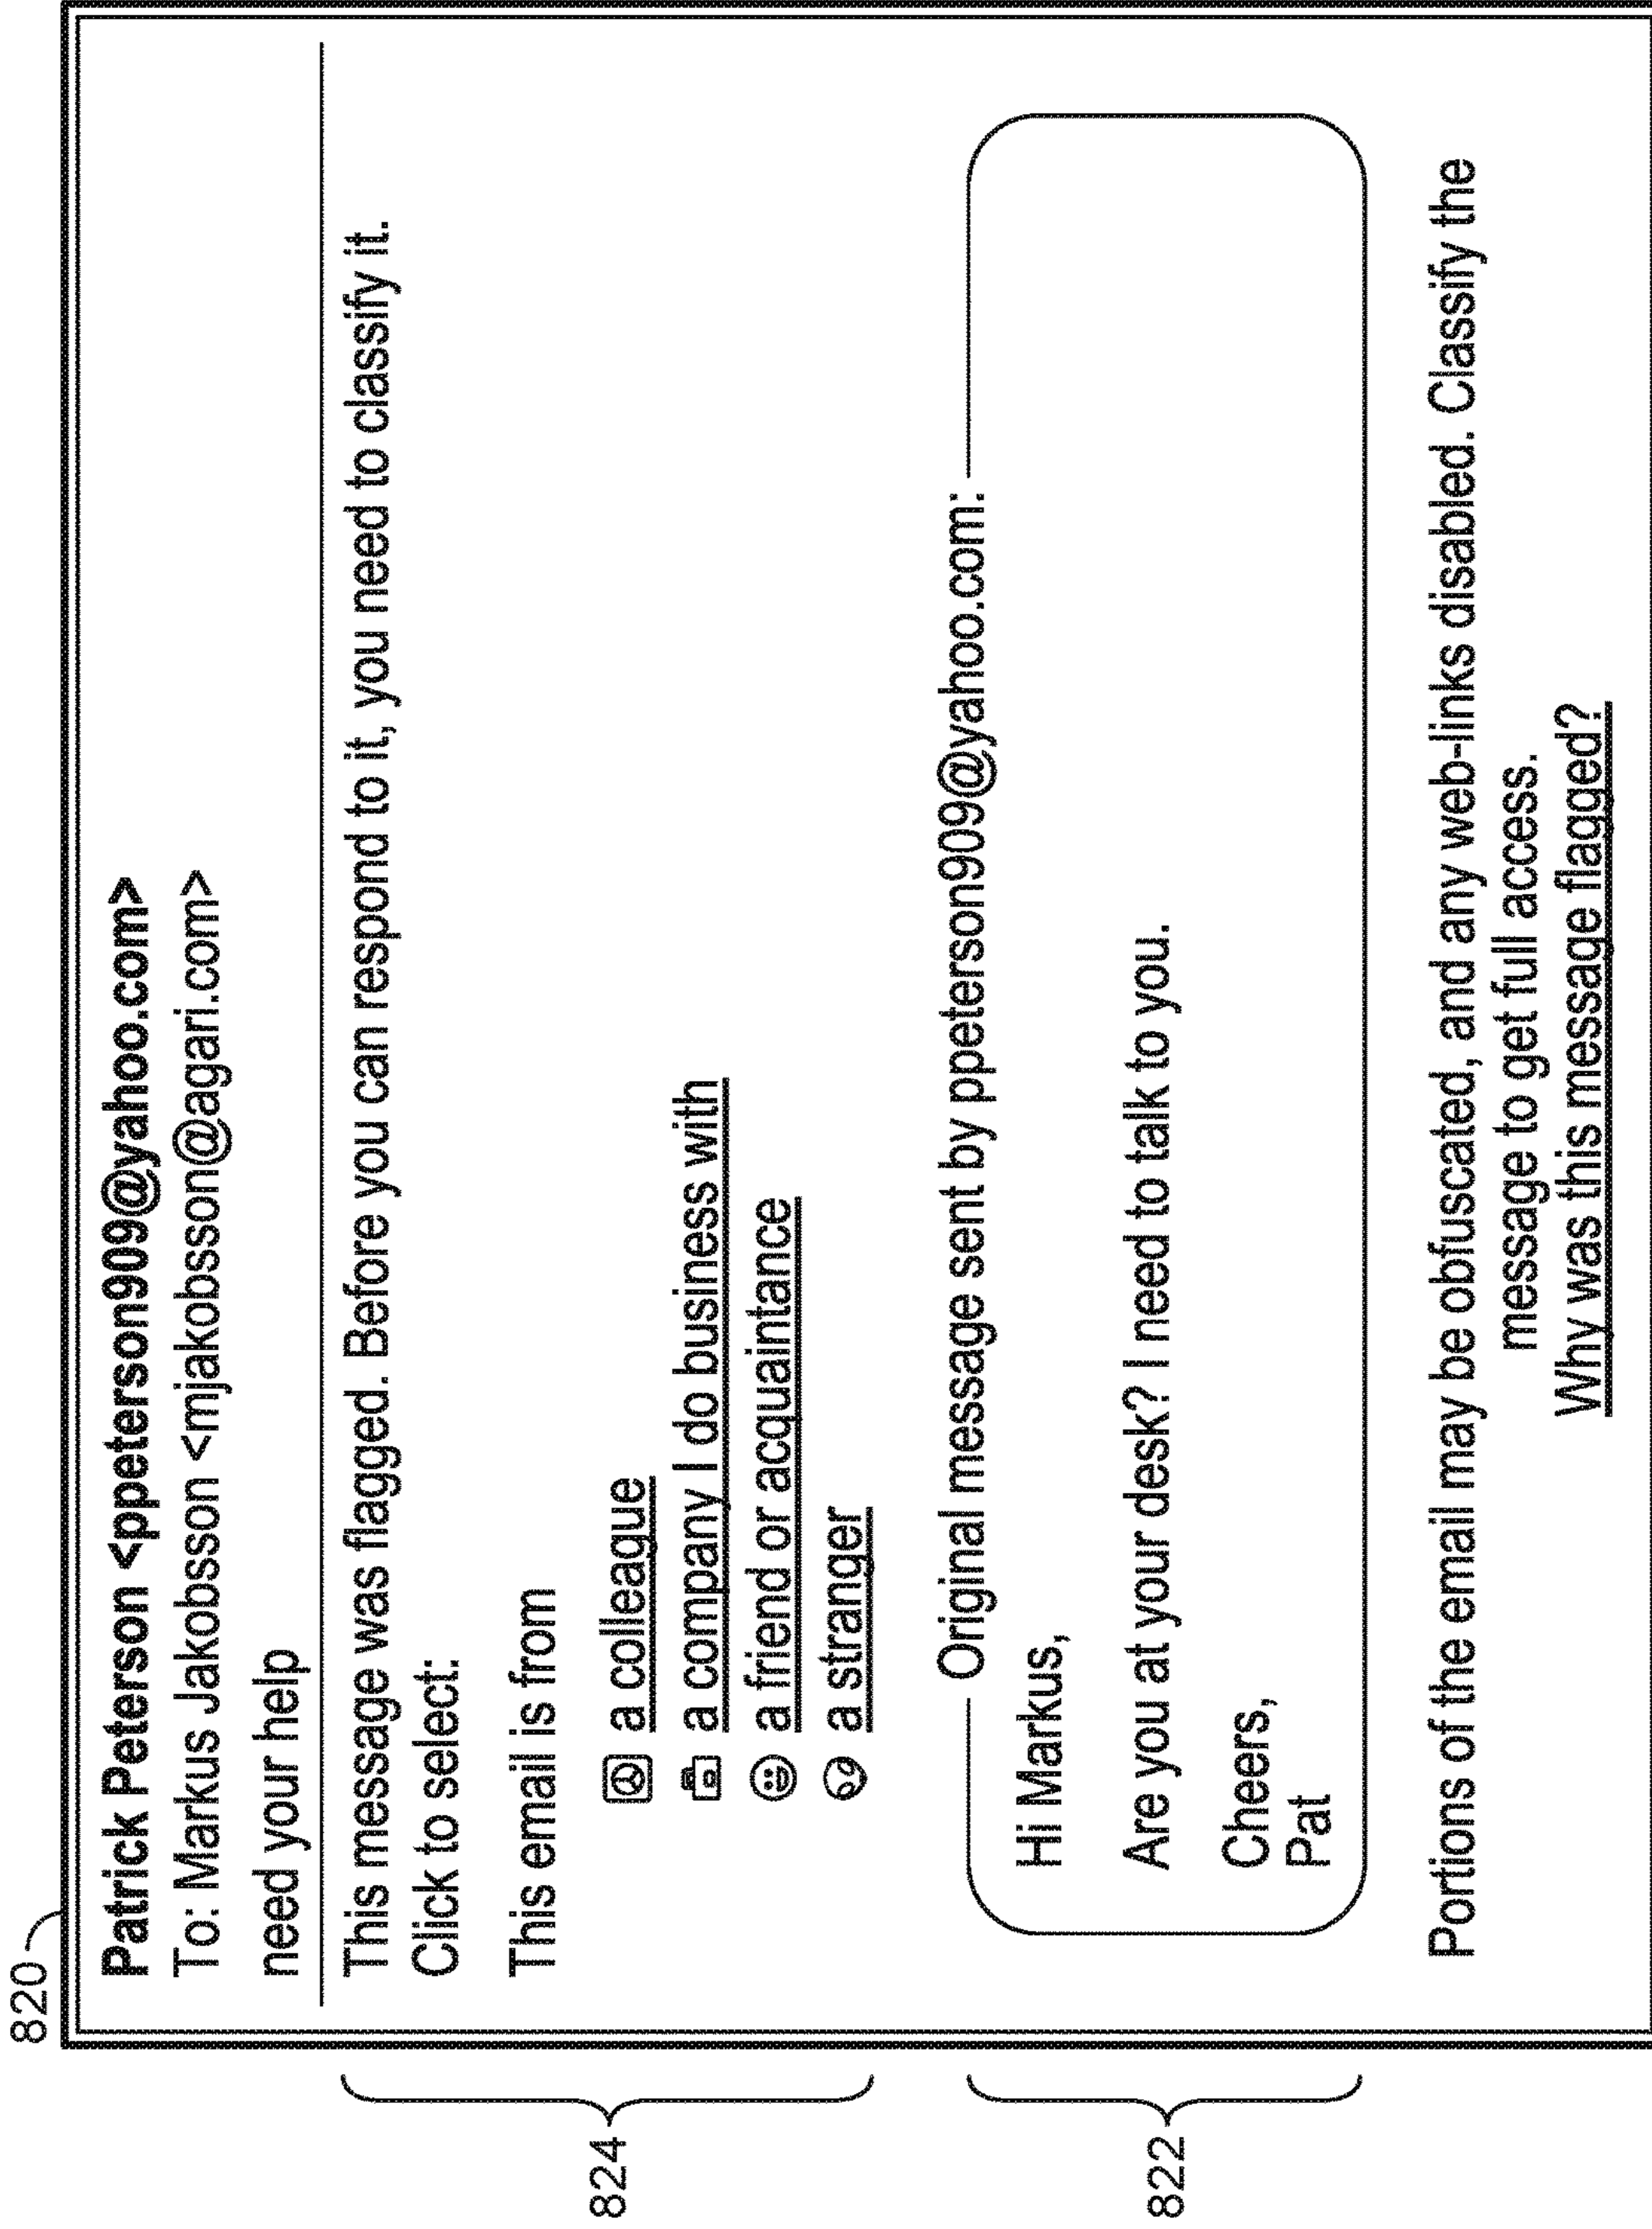 820
Patrick Peterson <ppeterson909@yahoo.com>
To: Markus Jakobsson <mjakobsson@agari.com>
need your help
This message was flagged. Before you can respond to it, you need to classify it.
Click to select:
This email is from
a colleague
a company I do business with
a friend or acquaintance
a stranger
824
Original message sent by ppeterson909@yahoo.com:
Hi Markus,
Are you at your desk? I need to talk to you.
Cheers,
Pat
822
Portions of the email may be obfuscated, and any web-links disabled. Classify the
message to get full access.
Why was this message flagged?